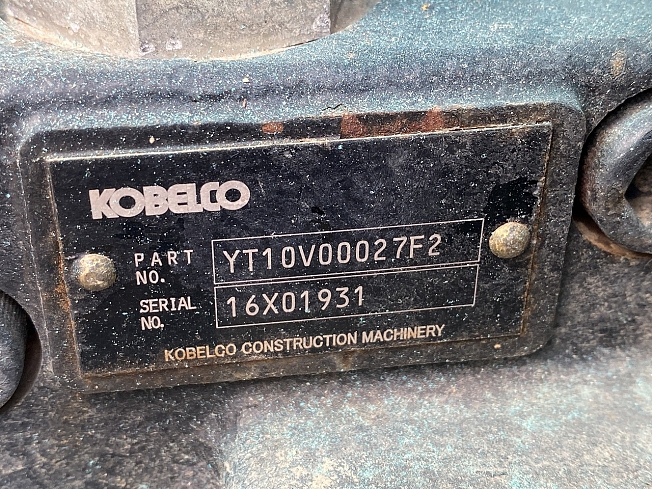 KOBELCO
PART NO. YT10V00027F2
SERIAL NO. 16X01931
KOBELCO CONSTRUCTION MACHINERY